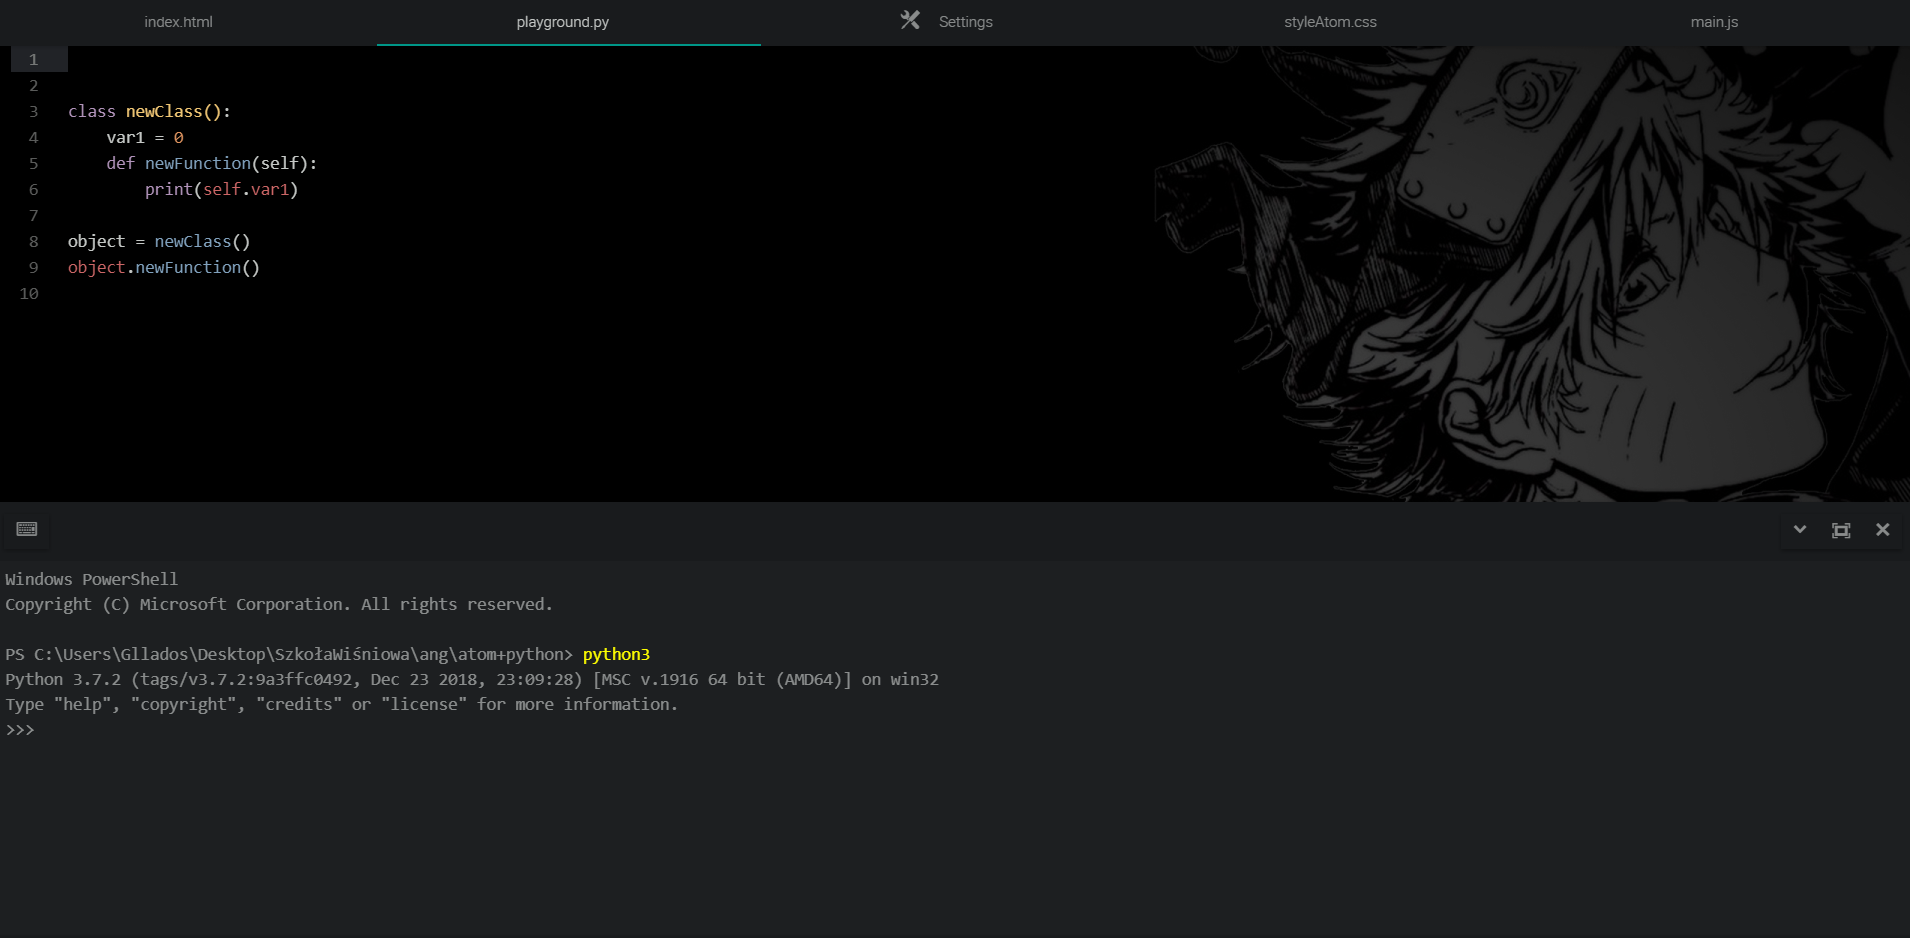 index.html playground.py Settings styleAtom.css main.js
1
2
3 class newClass():
4     var1 = 0
5     def newFunction(self):
6         print(self.var1)
7
8 object = newClass()
9 object.newFunction()
10
Windows PowerShell
Copyright (C) Microsoft Corporation. All rights reserved.
PS C:\Users\Gllados\Desktop\SzkołaWiśniowa\ang\atom+python> python3
Python 3.7.2 (tags/v3.7.2:9a3ffc0492, Dec 23 2018, 23:09:28) [MSC v.1916 64 bit (AMD64)] on win32
Type "help", "copyright", "credits" or "license" for more information.
>>>